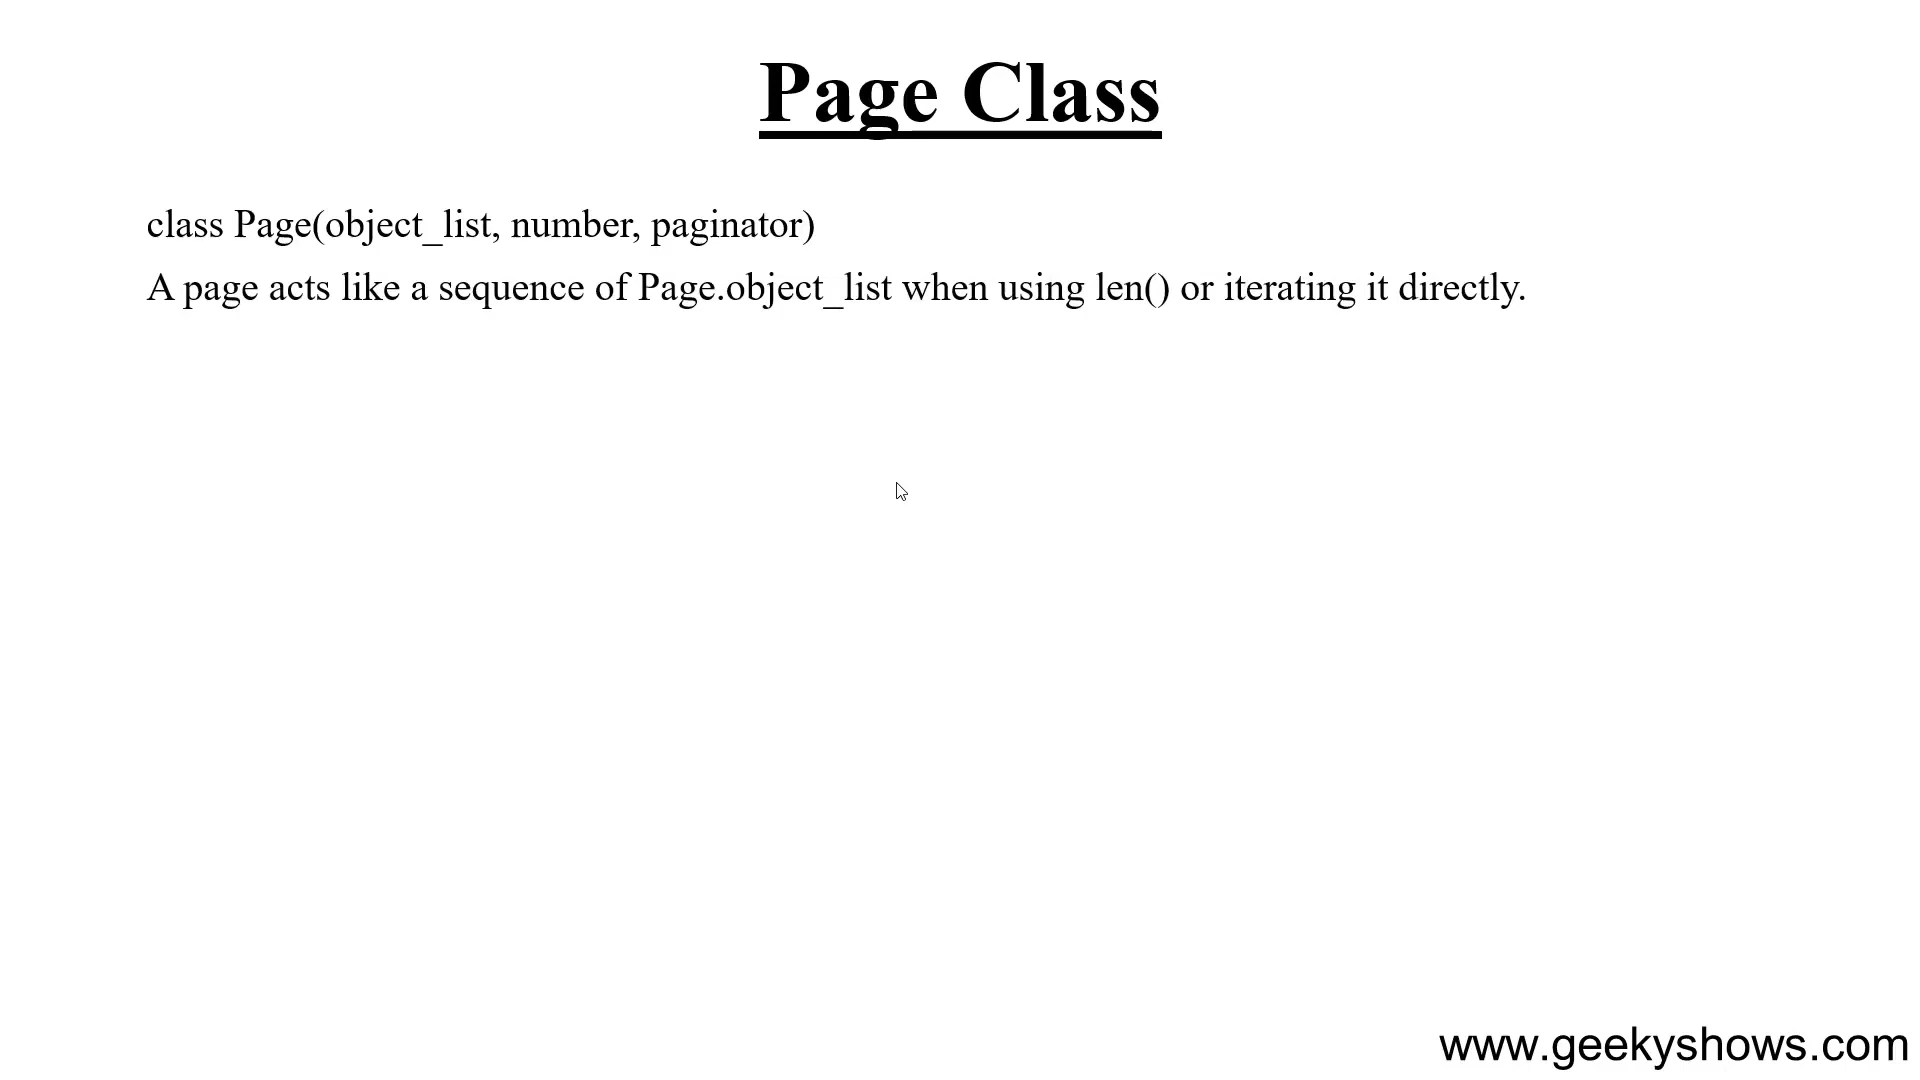 Page Class
class Page(object_list, number, paginator)
A page acts like a sequence of Page.object_list when using len() or iterating it directly.
www.geekyshows.com